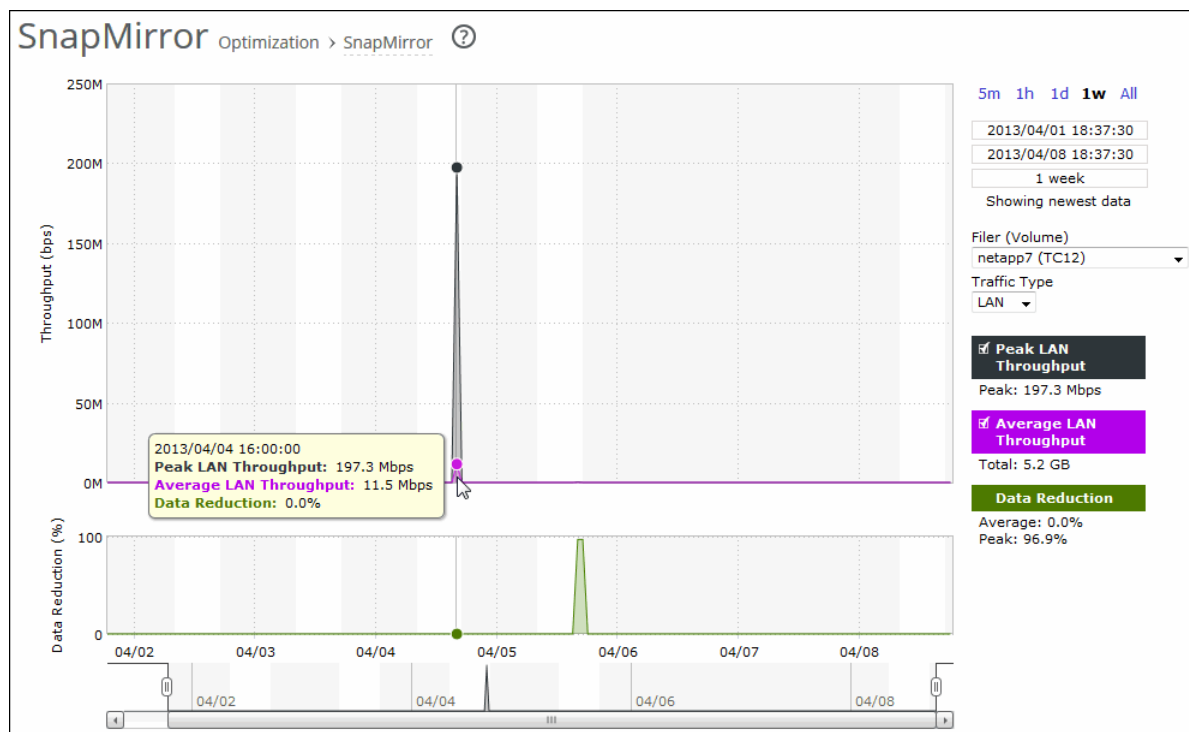 SnapMirror Optimization > SnapMirror ?
250M
200M
150M
100M
50M
0M
Throughput (bps)
2013/04/04 16:00:00
Peak LAN Throughput: 197.3 Mbps
Average LAN Throughput: 11.5 Mbps
Data Reduction: 0.0%
100
0
Data Reduction (%)
04/02 04/03 04/04 04/05 04/06 04/07 04/08
04/02 04/04 04/06 04/08
5m 1h 1d 1w All
2013/04/01 18:37:30
2013/04/08 18:37:30
1 week
Showing newest data
Filer (Volume)
netapp7 (TC12)
Traffic Type
LAN
Peak LAN
Throughput
Peak: 197.3 Mbps
Average LAN
Throughput
Total: 5.2 GB
Data Reduction
Average: 0.0%
Peak: 96.9%